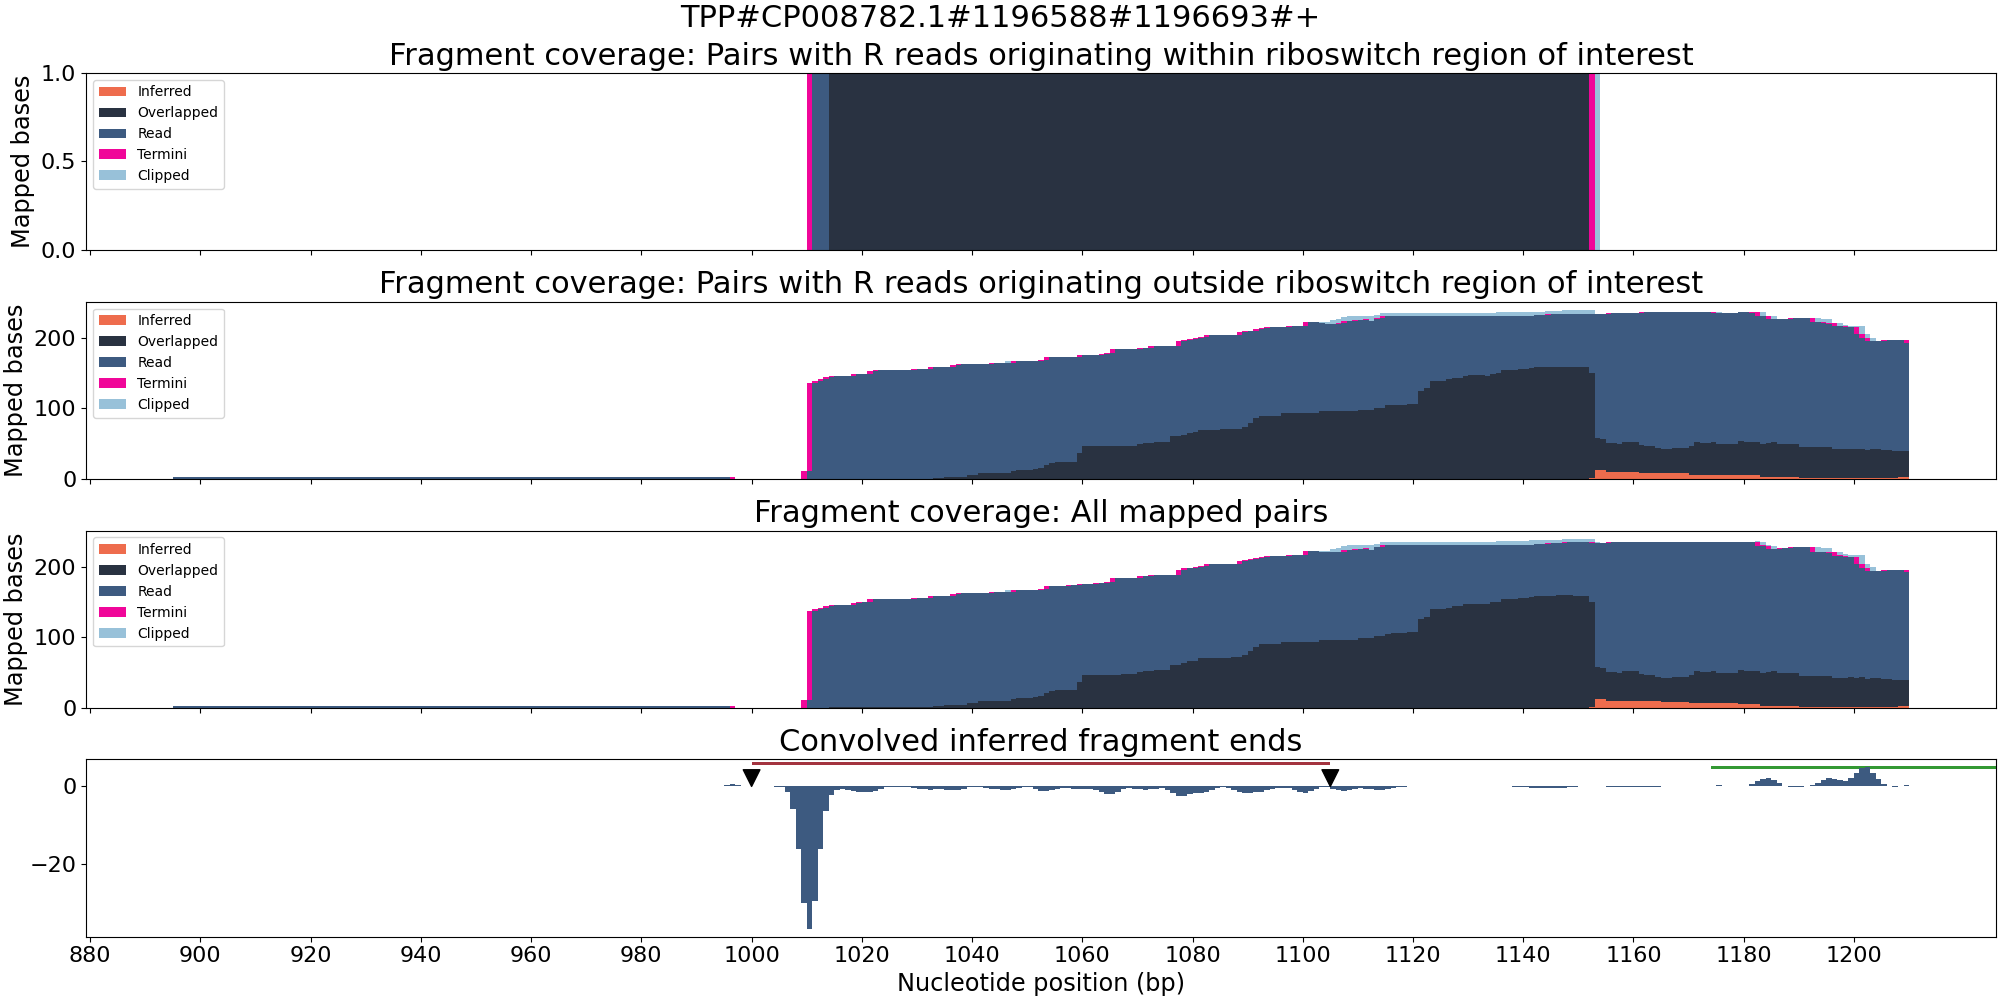 TPP#CP008782.1#1196588#1196693#+
Fragment coverage: Pairs with R reads originating within riboswitch region of interest
Mapped bases
1.0
0.5
0.0
Inferred
Overlapped
Read
Termini
Clipped
Fragment coverage: Pairs with R reads originating outside riboswitch region of interest
Mapped bases
200
100
0
Inferred
Overlapped
Read
Termini
Clipped
Fragment coverage: All mapped pairs
Mapped bases
200
100
0
Inferred
Overlapped
Read
Termini
Clipped
Convolved inferred fragment ends
0
−20
880 900 920 940 960 980 1000 1020 1040 1060 1080 1100 1120 1140 1160 1180 1200
Nucleotide position (bp)